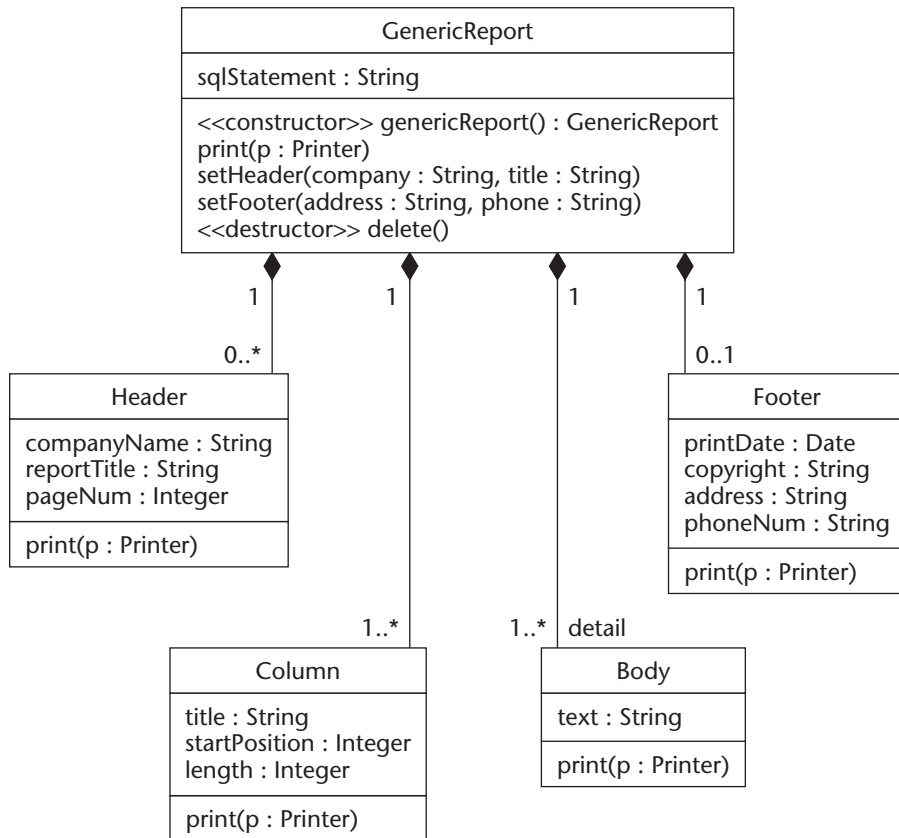 GenericReport
sqlStatement : String
<<constructor>> genericReport() : GenericReport
print(p : Printer)
setHeader(company : String, title : String)
setFooter(address : String, phone : String)
<<destructor>> delete()
1 1 1 1
0..* 0..1
Header
companyName : String
reportTitle : String
pageNum : Integer
print(p : Printer)
Footer
printDate : Date
copyright : String
address : String
phoneNum : String
print(p : Printer)
1..* 1..* detail
Column
title : String
startPosition : Integer
length : Integer
print(p : Printer)
Body
text : String
print(p : Printer)